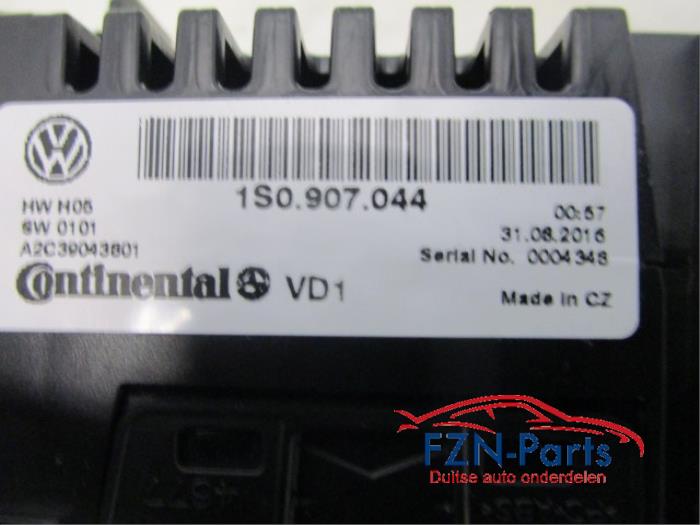 1S0.907.044
HW H05
SW 0101
A2C39043801
00:57
31.08.2016
Serial No. 0004348
Continental VD1
Made in CZ
FZN-Parts
Duitse auto onderdelen